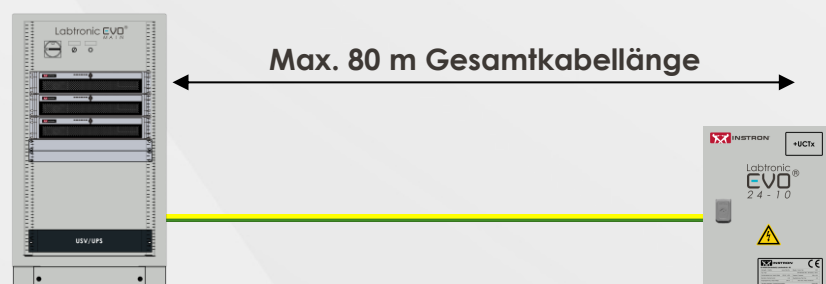 Labtronic EVO®
MAIN
Max. 80 m Gesamtkabellänge
USV/UPS
INSTRON
+UCTx
Labtronic
EVO®
24-10
INSTRON CE